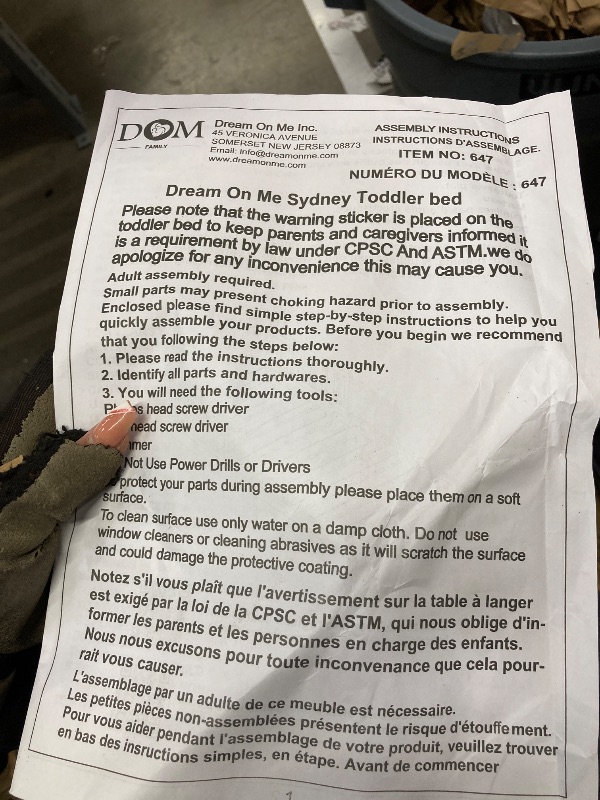 DOM
FAMILY
Dream On Me Inc.
45 VERONICA AVENUE
SOMERSET NEW JERSEY 08873
Email: Info@dreamonme.com
www.dreamonme.com
ASSEMBLY INSTRUCTIONS
INSTRUCTIONS D'ASSEMBLAGE.
ITEM NO: 647
NUMÉRO DU MODÈLE : 647
Dream On Me Sydney Toddler bed
Please note that the warning sticker is placed on the
toddler bed to keep parents and caregivers informed it
is a requirement by law under CPSC And ASTM.we do
apologize for any inconvenience this may cause you.
Adult assembly required.
Small parts may present choking hazard prior to assembly.
Enclosed please find simple step-by-step instructions to help you
quickly assemble your products. Before you begin we recommend
that you following the steps below:
1. Please read the instructions thoroughly.
2. Identify all parts and hardwares.
3. You will need the following tools:
head screw driver
head screw driver
Not Use Power Drills or Drivers
protect your parts during assembly please place them on a soft
surface.
To clean surface use only water on a damp cloth. Do not use
window cleaners or cleaning abrasives as it will scratch the surface
and could damage the protective coating.
Notez s'il vous plaît que l'avertissement sur la table à langer
est exigé par la loi de la CPSC et l'ASTM, qui nous oblige d'in-
former les parents et les personnes en charge des enfants.
Nous nous excusons pour toute inconvenance que cela pour-
rait vous causer.
L'assemblage par un adulte de ce meuble est nécessaire.
Les petites pièces non-assemblées présentent le risque d'étouffement.
Pour vous aider pendant l'assemblage de votre produit, veuillez trouver
en bas des insructions simples, en étape. Avant de commencer
1